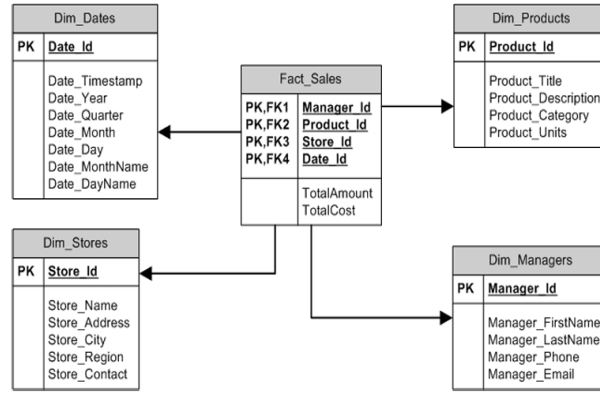 Dim_Dates
PK Date_Id
Date_Timestamp
Date_Year
Date_Quarter
Date_Month
Date_Day
Date_MonthName
Date_DayName
Fact_Sales
PK,FK1 Manager_Id
PK,FK2 Product_Id
PK,FK3 Store_Id
PK,FK4 Date_Id
TotalAmount
TotalCost
Dim_Products
PK Product_Id
Product_Title
Product_Description
Product_Category
Product_Units
Dim_Stores
PK Store_Id
Store_Name
Store_Address
Store_City
Store_Region
Store_Contact
Dim_Managers
PK Manager_Id
Manager_FirstName
Manager_LastName
Manager_Phone
Manager_Email